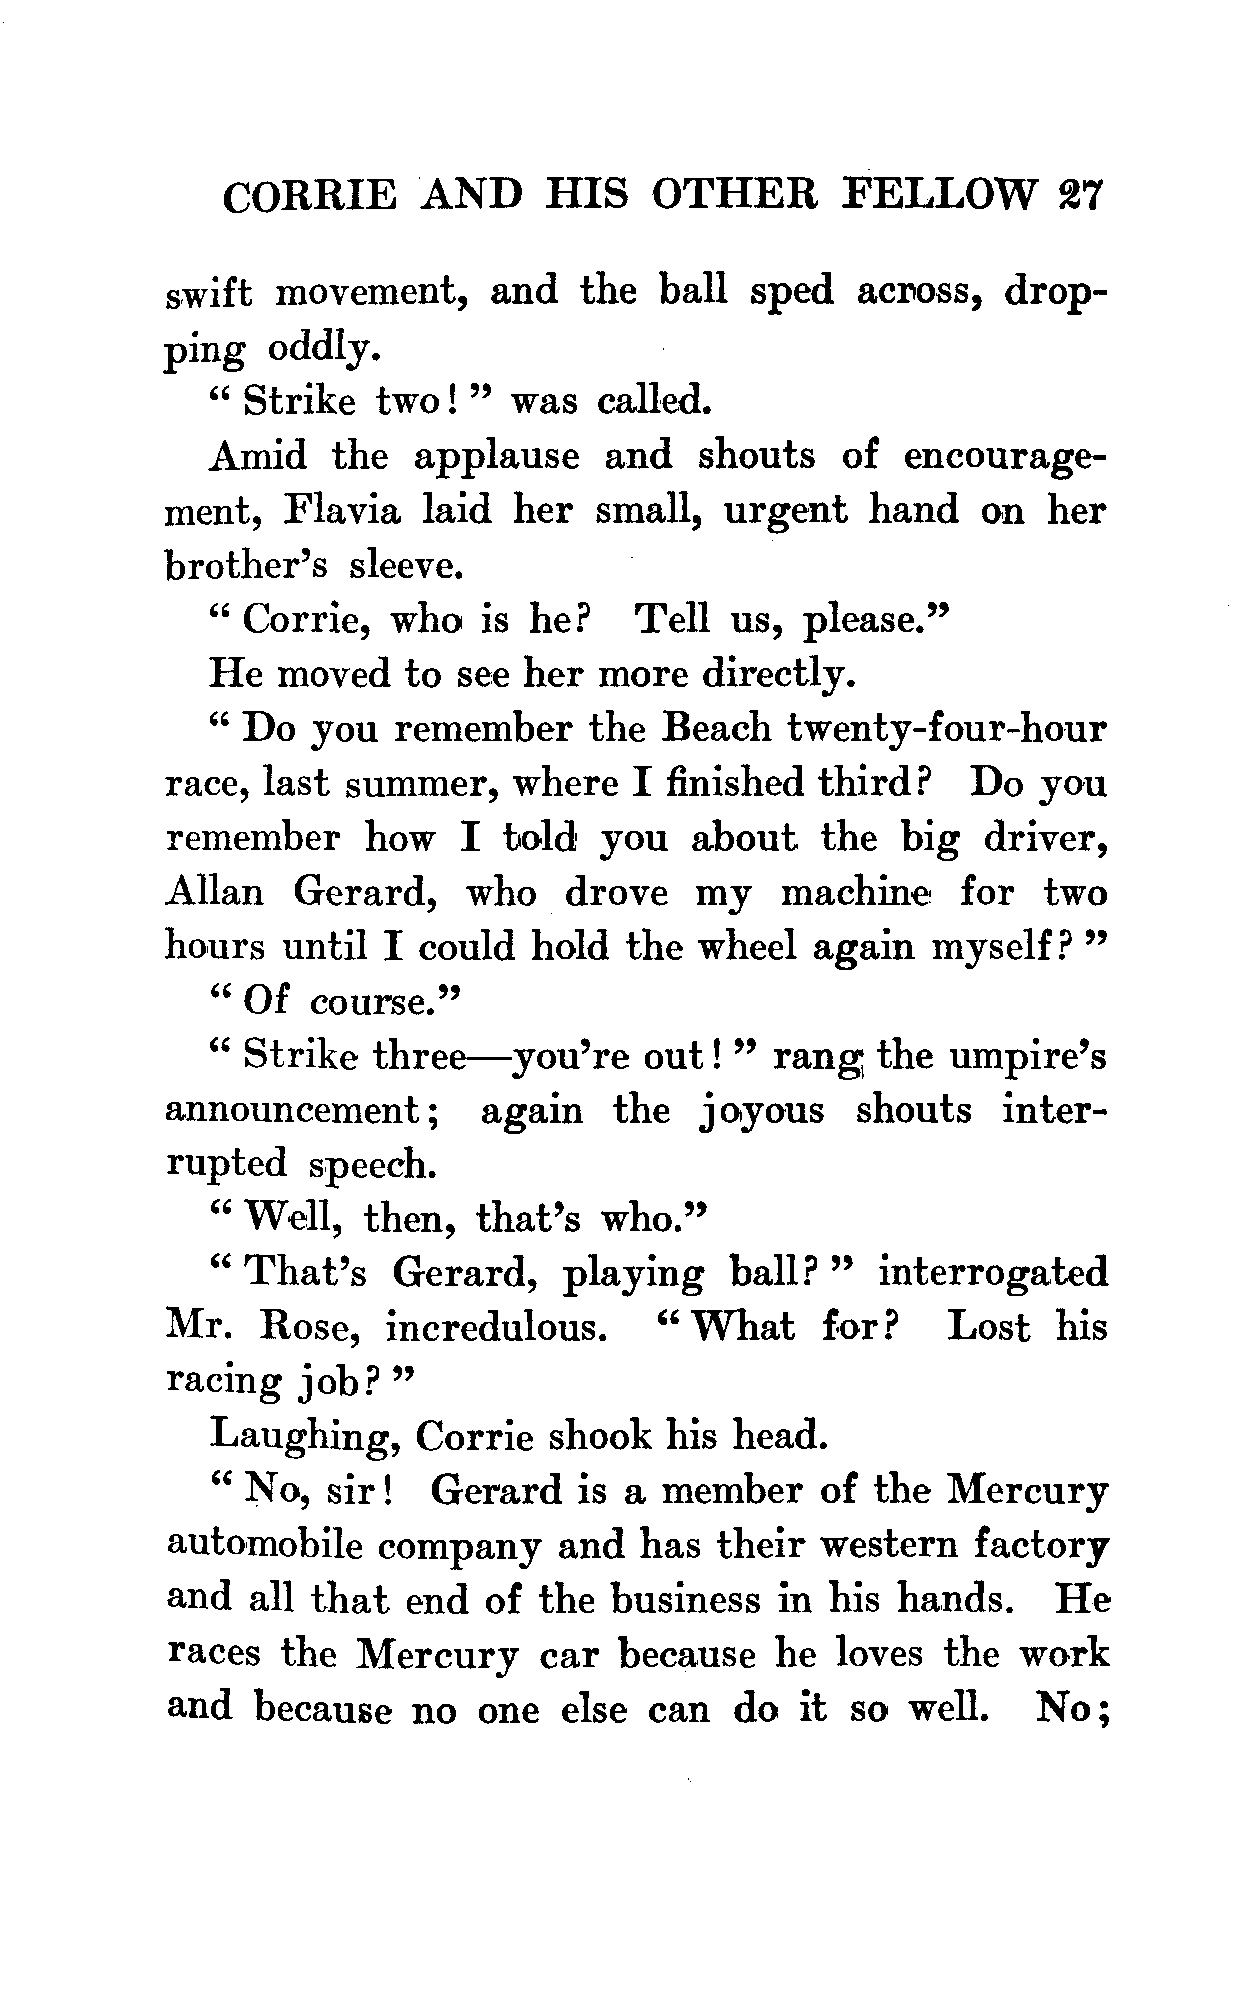 CORRIE AND HIS OTHER FELLOW 27
swift movement, and the ball sped across, drop-
ping oddly.
“ Strike two! ” was called.
Amid the applause and shouts of encourage-
ment, Flavia laid her small, urgent hand on her
brother’s sleeve.
“ Corrie, who is he? Tell us, please.”
He moved to see her more directly.
“ Do you remember the Beach twenty-four-hour
race, last summer, where I finished third? Do you
remember how I told you about the big driver,
Allan Gerard, who drove my machine for two
hours until I could hold the wheel again myself? ”
“ Of course.”
“ Strike three—you’re out! ” rang the umpire’s
announcement; again the joyous shouts inter-
rupted speech.
“ Well, then, that’s who.”
“ That’s Gerard, playing ball? ” interrogated
Mr. Rose, incredulous. “ What for? Lost his
racing job? ”
Laughing, Corrie shook his head.
“ No, sir! Gerard is a member of the Mercury
automobile company and has their western factory
and all that end of the business in his hands. He
races the Mercury car because he loves the work
and because no one else can do it so well. No;